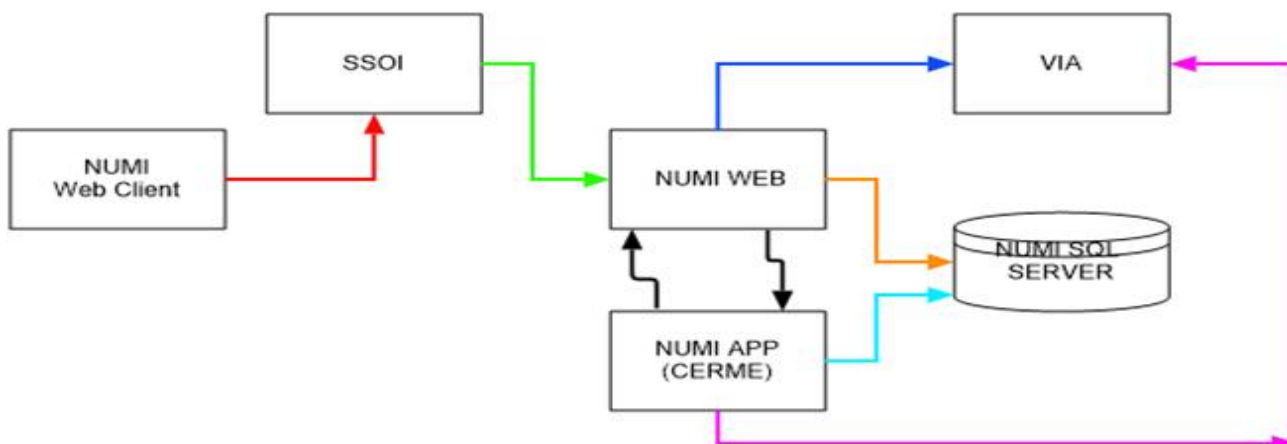 SSOI
VIA
NUMI
Web Client
NUMI WEB
NUMI SQL
SERVER
NUMI APP
(CERME)